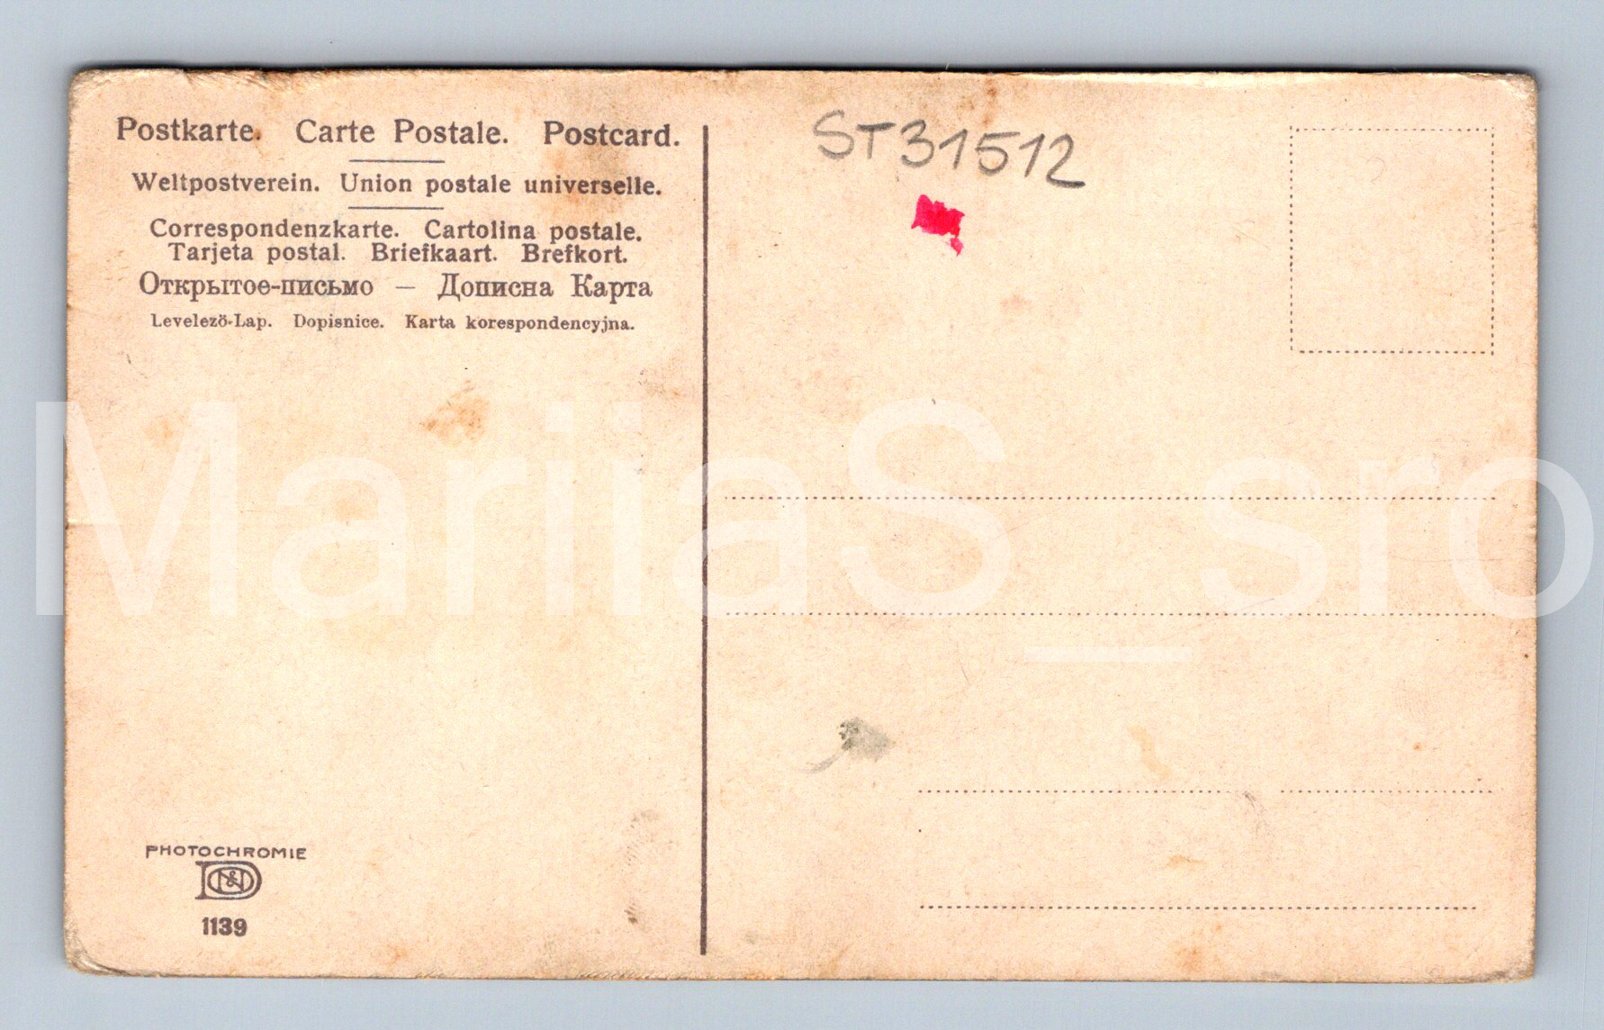 Postkarte. Carte Postale. Postcard.
Weltpostverein. Union postale universelle.
Correspondenzkarte. Cartolina postale.
Tarjeta postal. Briefkaart. Brefkort.
Открытое-письмо — Дописна Карта
Levelező-Lap. Dopisnice. Karta korespondencyjna.
ST31512
MariiaS_sro
PHOTOCHROMIE
1139